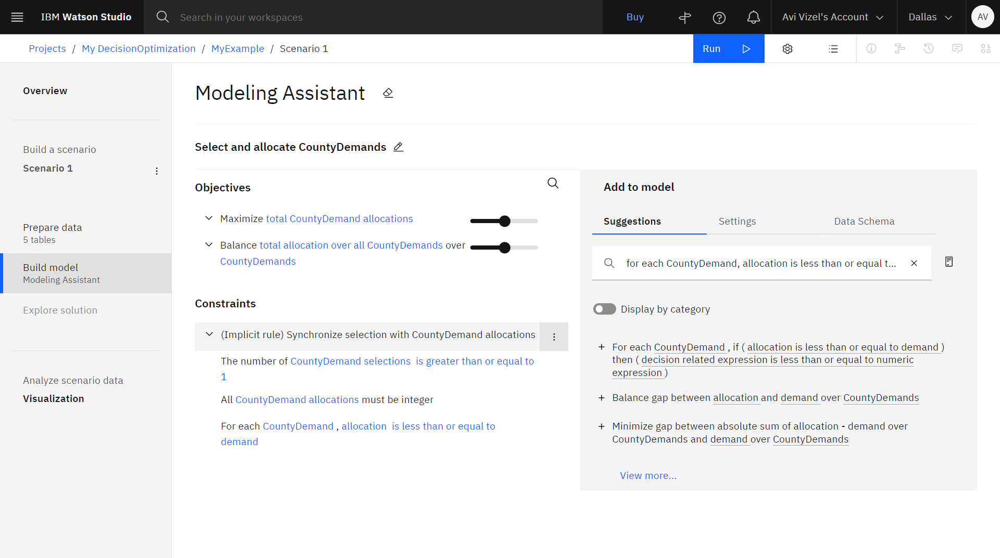 IBM Watson Studio
Search in your workspaces
Buy
Avi Vizel's Account
Dallas
AV
Projects / My DecisionOptimization / MyExample / Scenario 1
Run
Overview
Build a scenario
Scenario 1
Prepare data
5 tables
Build model
Modeling Assistant
Explore solution
Analyze scenario data
Visualization
Modeling Assistant
Select and allocate CountyDemands
Objectives
Maximize total CountyDemand allocations
Balance total allocation over all CountyDemands over
CountyDemands
Constraints
(Implicit rule) Synchronize selection with CountyDemand allocations
The number of CountyDemand selections is greater than or equal to
1
All CountyDemand allocations must be integer
For each CountyDemand , allocation is less than or equal to
demand
Add to model
Suggestions
Settings
Data Schema
for each CountyDemand, allocation is less than or equal t...
Display by category
For each CountyDemand , if ( allocation is less than or equal to demand )
then ( decision related expression is less than or equal to numeric
expression )
Balance gap between allocation and demand over CountyDemands
Minimize gap between absolute sum of allocation - demand over
CountyDemands and demand over CountyDemands
View more...